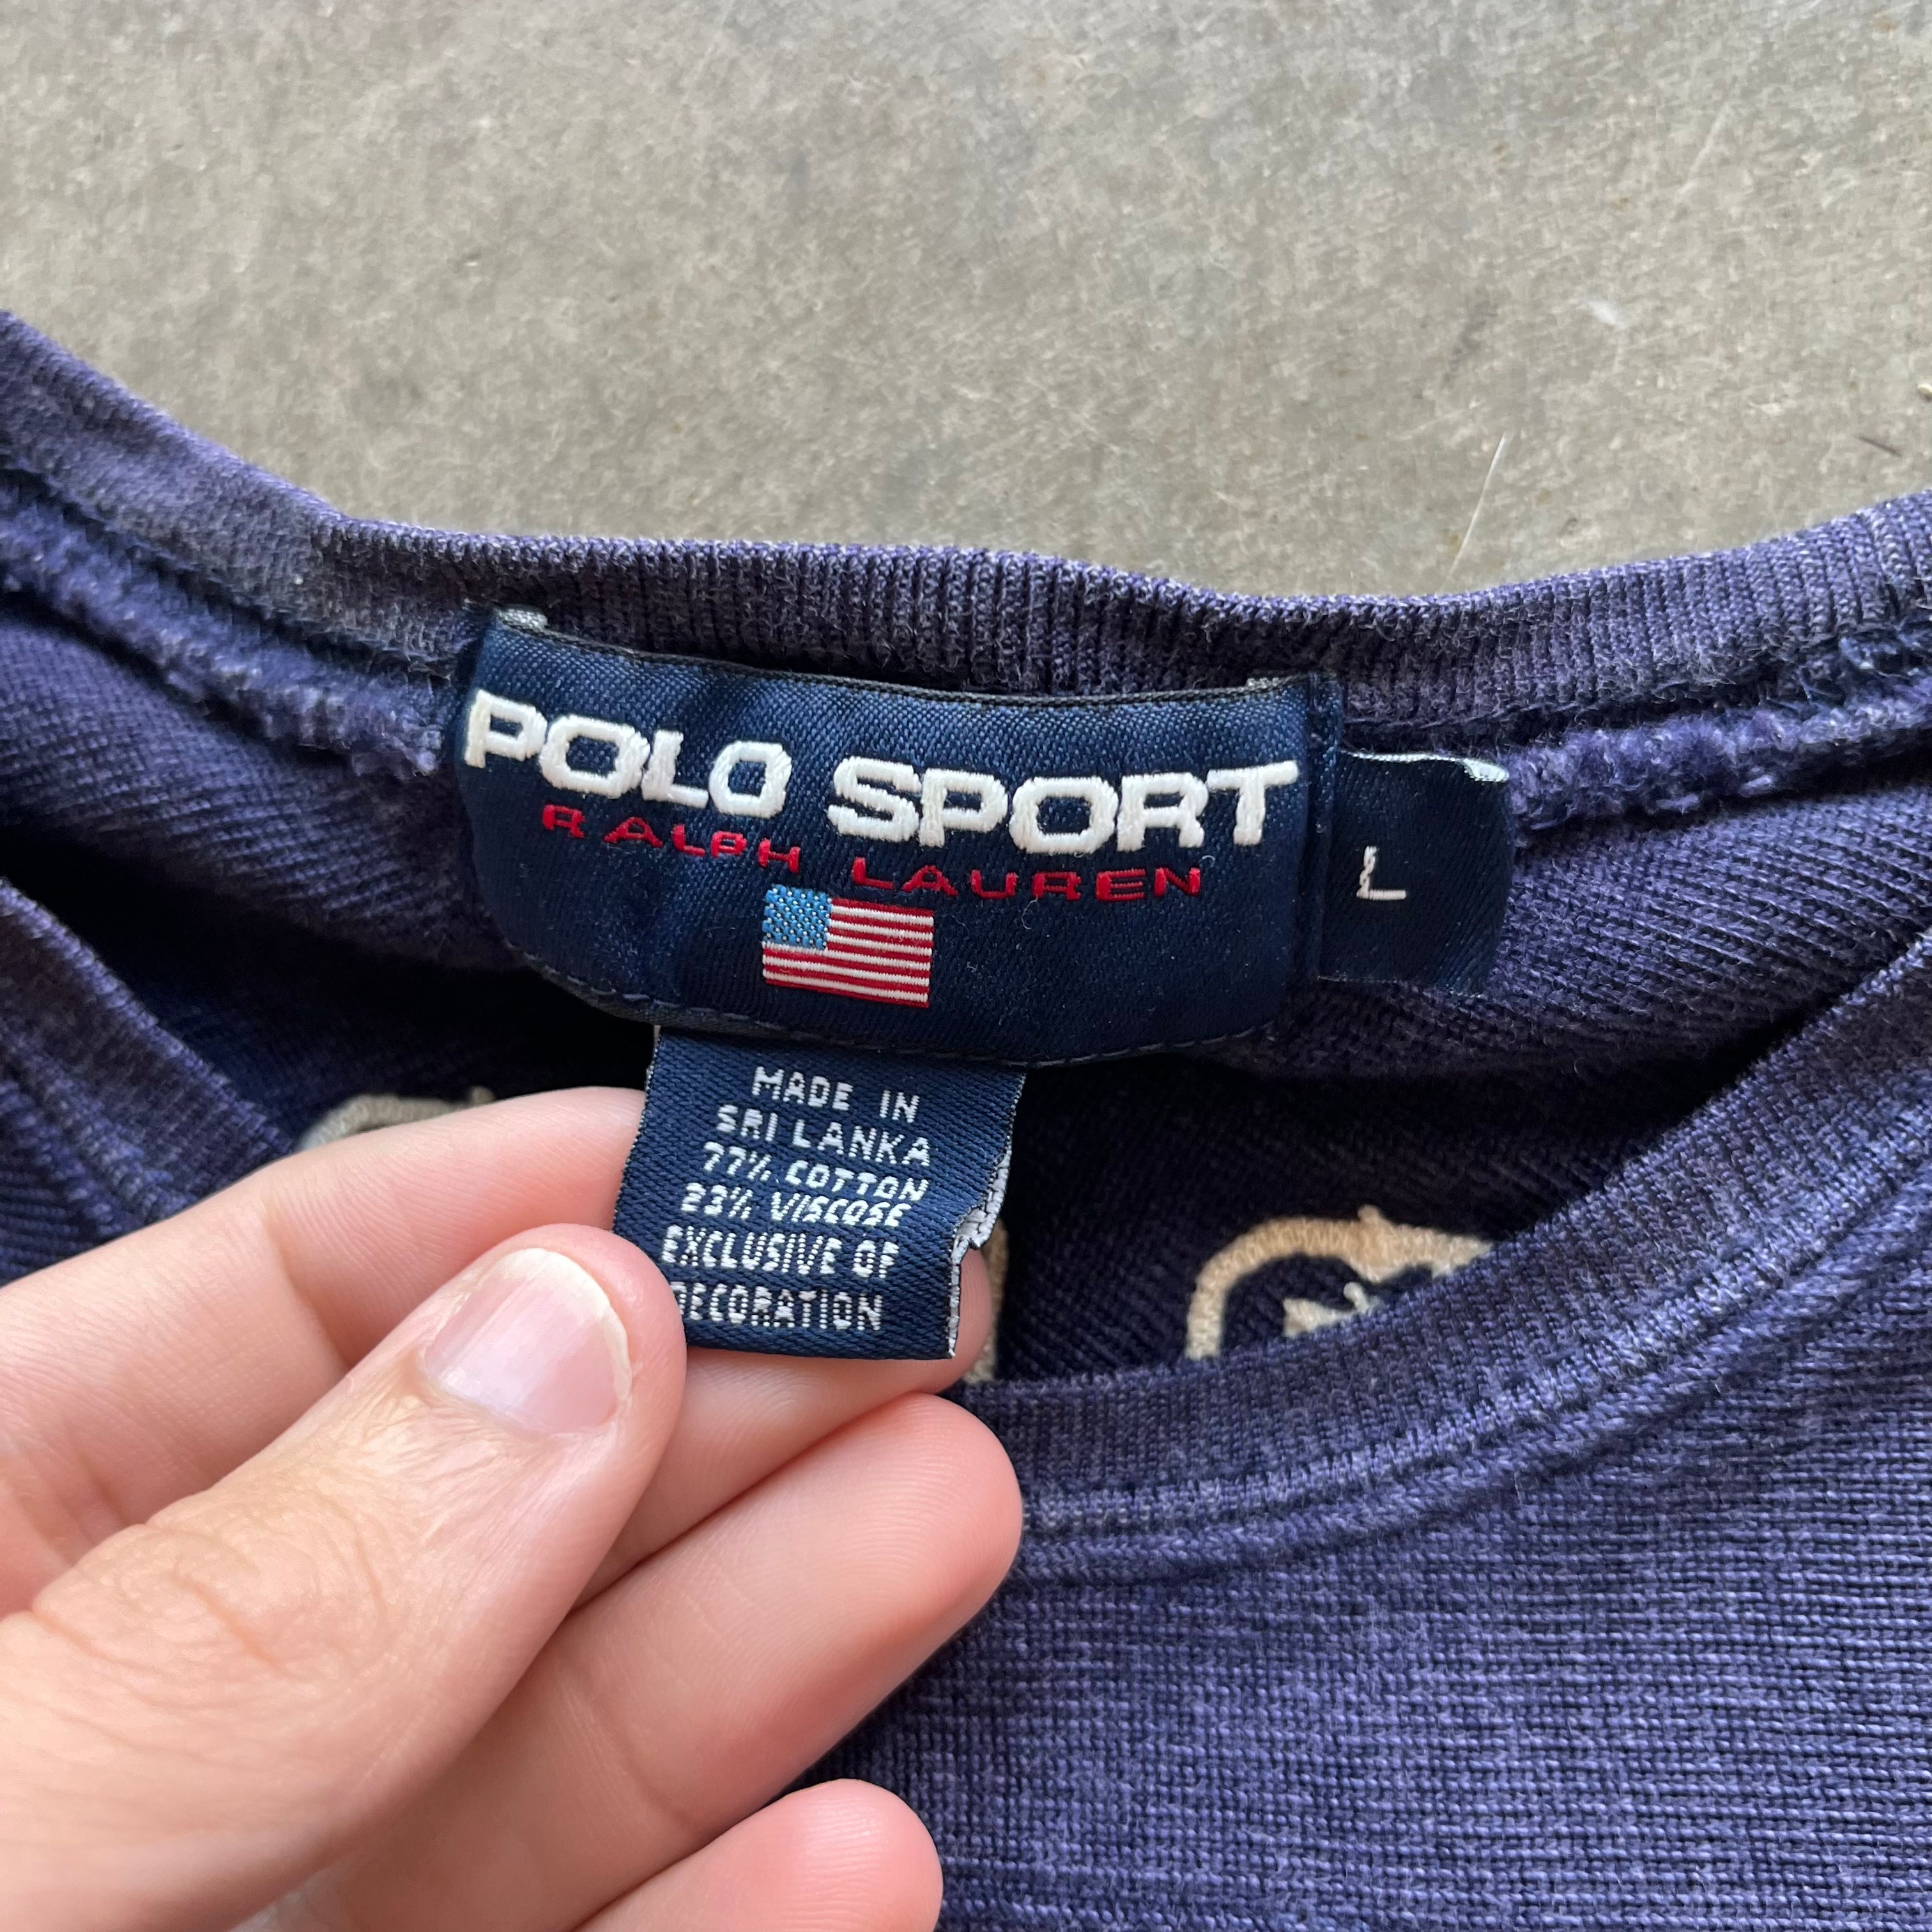 POLO SPORT
RALPH LAUREN
L
MADE IN
SRI LANKA
77% COTTON
23% VISCOSE
EXCLUSIVE OF
DECORATION